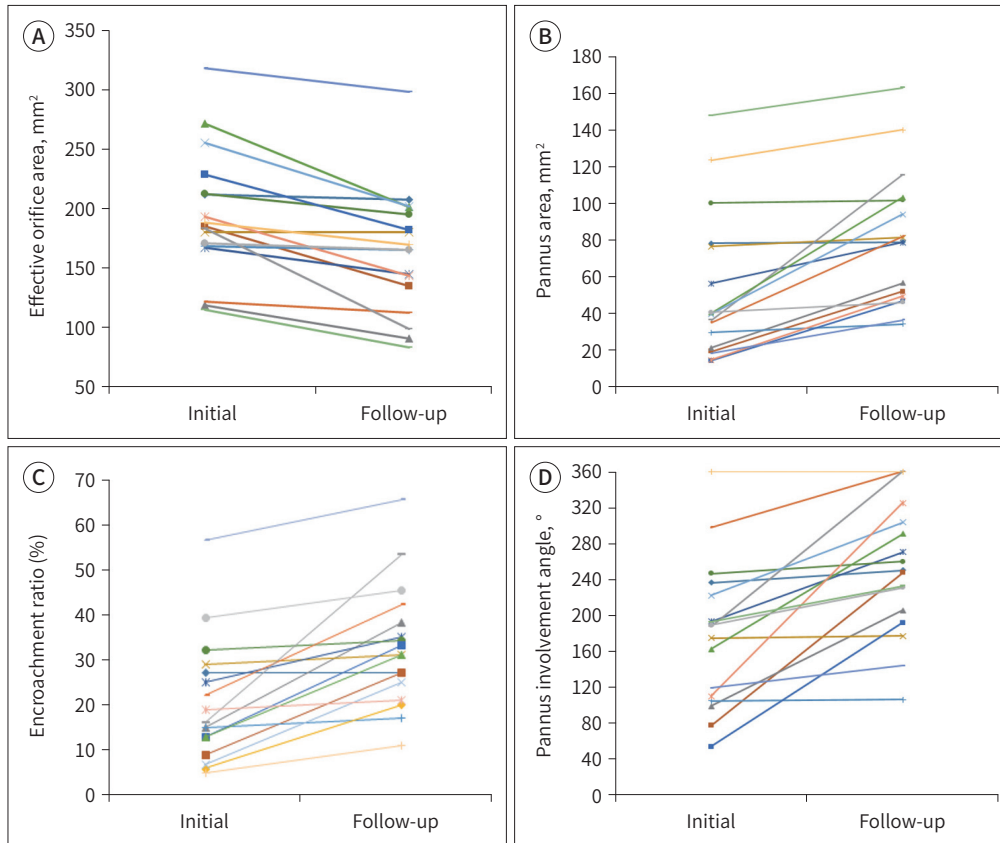 A
Effective orifice area, mm²
350
300
250
200
150
100
50
Initial Follow-up
B
Pannus area, mm²
180
160
140
120
100
80
60
40
20
0
Initial Follow-up
C
Encroachment ratio (%)
70
60
50
40
30
20
10
0
Initial Follow-up
D
Pannus involvement angle, °
360
320
280
240
200
160
120
80
40
00
Initial Follow-up